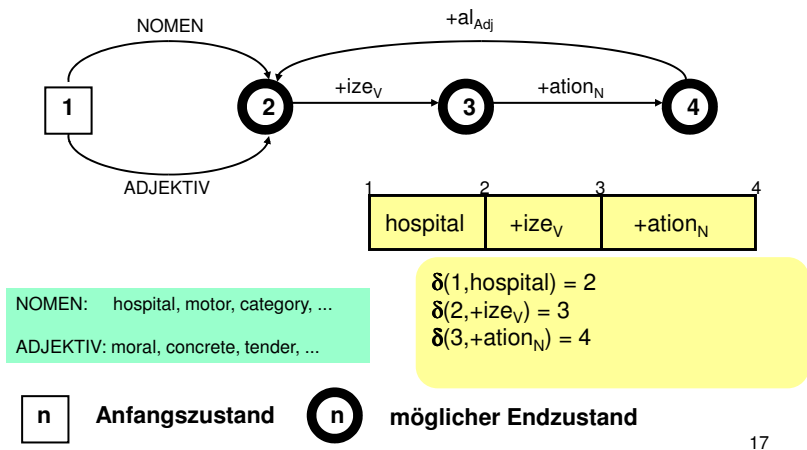 NOMEN
+al_Adj
1
2
+ize_V
3
+ation_N
4
ADJEKTIV
1 2 3 4
hospital +ize_V +ation_N
δ(1,hospital) = 2
δ(2,+ize_V) = 3
δ(3,+ation_N) = 4
NOMEN: hospital, motor, category, ...
ADJEKTIV: moral, concrete, tender, ...
n Anfangszustand n möglicher Endzustand
17